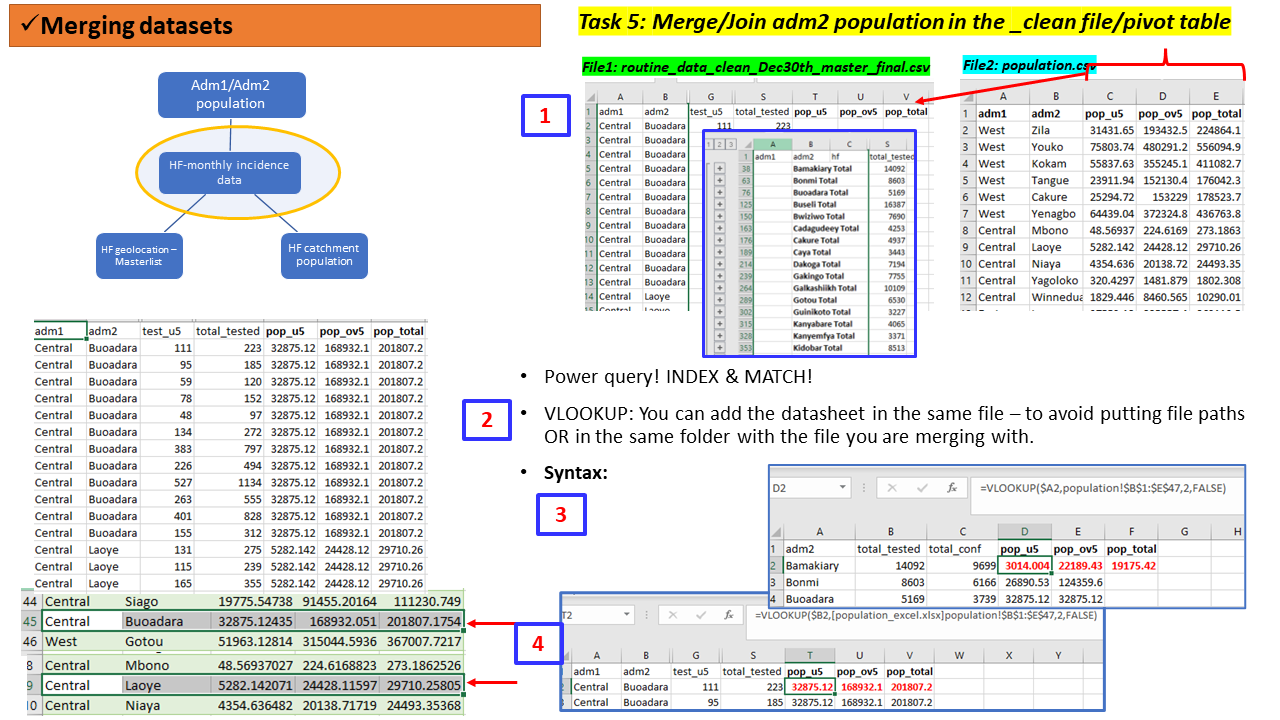 ✓Merging datasets
Task 5: Merge/Join adm2 population in the _clean file/pivot table
Adm1/Adm2
population
HF-monthly incidence
data
HF geolocation –
Masterlist
HF catchment
population
File1: routine_data_clean_Dec30th_master_final.csv
File2: population.csv
1
A B G S T U V
1 adm1 adm2 test_u5 total_tested pop_u5 pop_ov5 pop_total
2 Central Buoadara 111 223
3 Central Buoadara
4 Central Buoadara
5 Central Buoadara
6 Central Buoadara
7 Central Buoadara
8 Central Buoadara
9 Central Buoadara
10 Central Buoadara
11 Central Buoadara
12 Central Buoadara
13 Central Buoadara
14 Central Laoye
1 2 3 A B C S
1 adm1 adm2 hf total_tested
38 Bamakiary Total 14092
63 Bonmi Total 8603
76 Buoadara Total 5169
125 Buseli Total 16387
150 Bwiziwo Total 7690
163 Cadagudeey Total 4253
176 Cakure Total 4937
189 Caya Total 3443
214 Dakoga Total 7194
239 Gakingo Total 7755
264 Galkashiikh Total 10109
289 Gotou Total 6530
302 Guinikoto Total 3227
315 Kanyabare Total 4065
328 Kanyemfya Total 3371
353 Kidobar Total 8513
A B C D E
1 adm1 adm2 pop_u5 pop_ov5 pop_total
2 West Zila 31431.65 193432.5 224864.1
3 West Youko 75803.74 480291.2 556094.9
4 West Kokam 55837.63 355245.1 411082.7
5 West Tangue 23911.94 152130.4 176042.3
6 West Cakure 25294.72 153229 178523.7
7 West Yenagbo 64439.04 372324.8 436763.8
8 Central Mbono 48.56937 224.6169 273.1863
9 Central Laoye 5282.142 24428.12 29710.26
10 Central Niaya 4354.636 20138.72 24493.35
11 Central Yagoloko 320.4297 1481.879 1802.308
12 Central Winnedua 1829.446 8460.565 10290.01
adm1 adm2 test_u5 total_tested pop_u5 pop_ov5 pop_total
Central Buoadara 111 223 32875.12 168932.1 201807.2
Central Buoadara 95 185 32875.12 168932.1 201807.2
Central Buoadara 59 120 32875.12 168932.1 201807.2
Central Buoadara 78 152 32875.12 168932.1 201807.2
Central Buoadara 48 97 32875.12 168932.1 201807.2
Central Buoadara 134 272 32875.12 168932.1 201807.2
Central Buoadara 383 797 32875.12 168932.1 201807.2
Central Buoadara 226 494 32875.12 168932.1 201807.2
Central Buoadara 527 1134 32875.12 168932.1 201807.2
Central Buoadara 263 555 32875.12 168932.1 201807.2
Central Buoadara 401 828 32875.12 168932.1 201807.2
Central Buoadara 155 312 32875.12 168932.1 201807.2
Central Laoye 131 275 5282.142 24428.12 29710.26
Central Laoye 115 239 5282.142 24428.12 29710.26
Central Laoye 165 355 5282.142 24428.12 29710.26
44 Central Siago 19775.54738 91455.20164 111230.749
45 Central Buoadara 32875.12435 168932.051 201807.1754
46 West Gotou 51963.12814 315044.5936 367007.7217
8 Central Mbono 48.56937027 224.6168823 273.1862526
9 Central Laoye 5282.142071 24428.11597 29710.25805
10 Central Niaya 4354.636482 20138.71719 24493.35368
• Power query! INDEX & MATCH!
2
• VLOOKUP: You can add the datasheet in the same file – to avoid putting file paths
OR in the same folder with the file you are merging with.
• Syntax:
3
D2 fx =VLOOKUP($A2,population!$B$1:$E$47,2,FALSE)
A B C D E F G H
1 adm2 total_tested total_conf pop_u5 pop_ov5 pop_total
2 Bamakiary 14092 9699 3014.004 22189.43 19175.42
3 Bonmi 8603 6166 26890.53 124359.6
4 Buoadara 5169 3739 32875.12 32875.12
4
T2 fx =VLOOKUP($B2,[population_excel.xlsx]population!$B$1:$E$47,2,FALSE)
A B G S T U V W X Y
adm1 adm2 test_u5 total_tested pop_u5 pop_ov5 pop_total
Central Buoadara 111 223 32875.12 168932.1 201807.2
Central Buoadara 95 185 32875.12 168932.1 201807.2